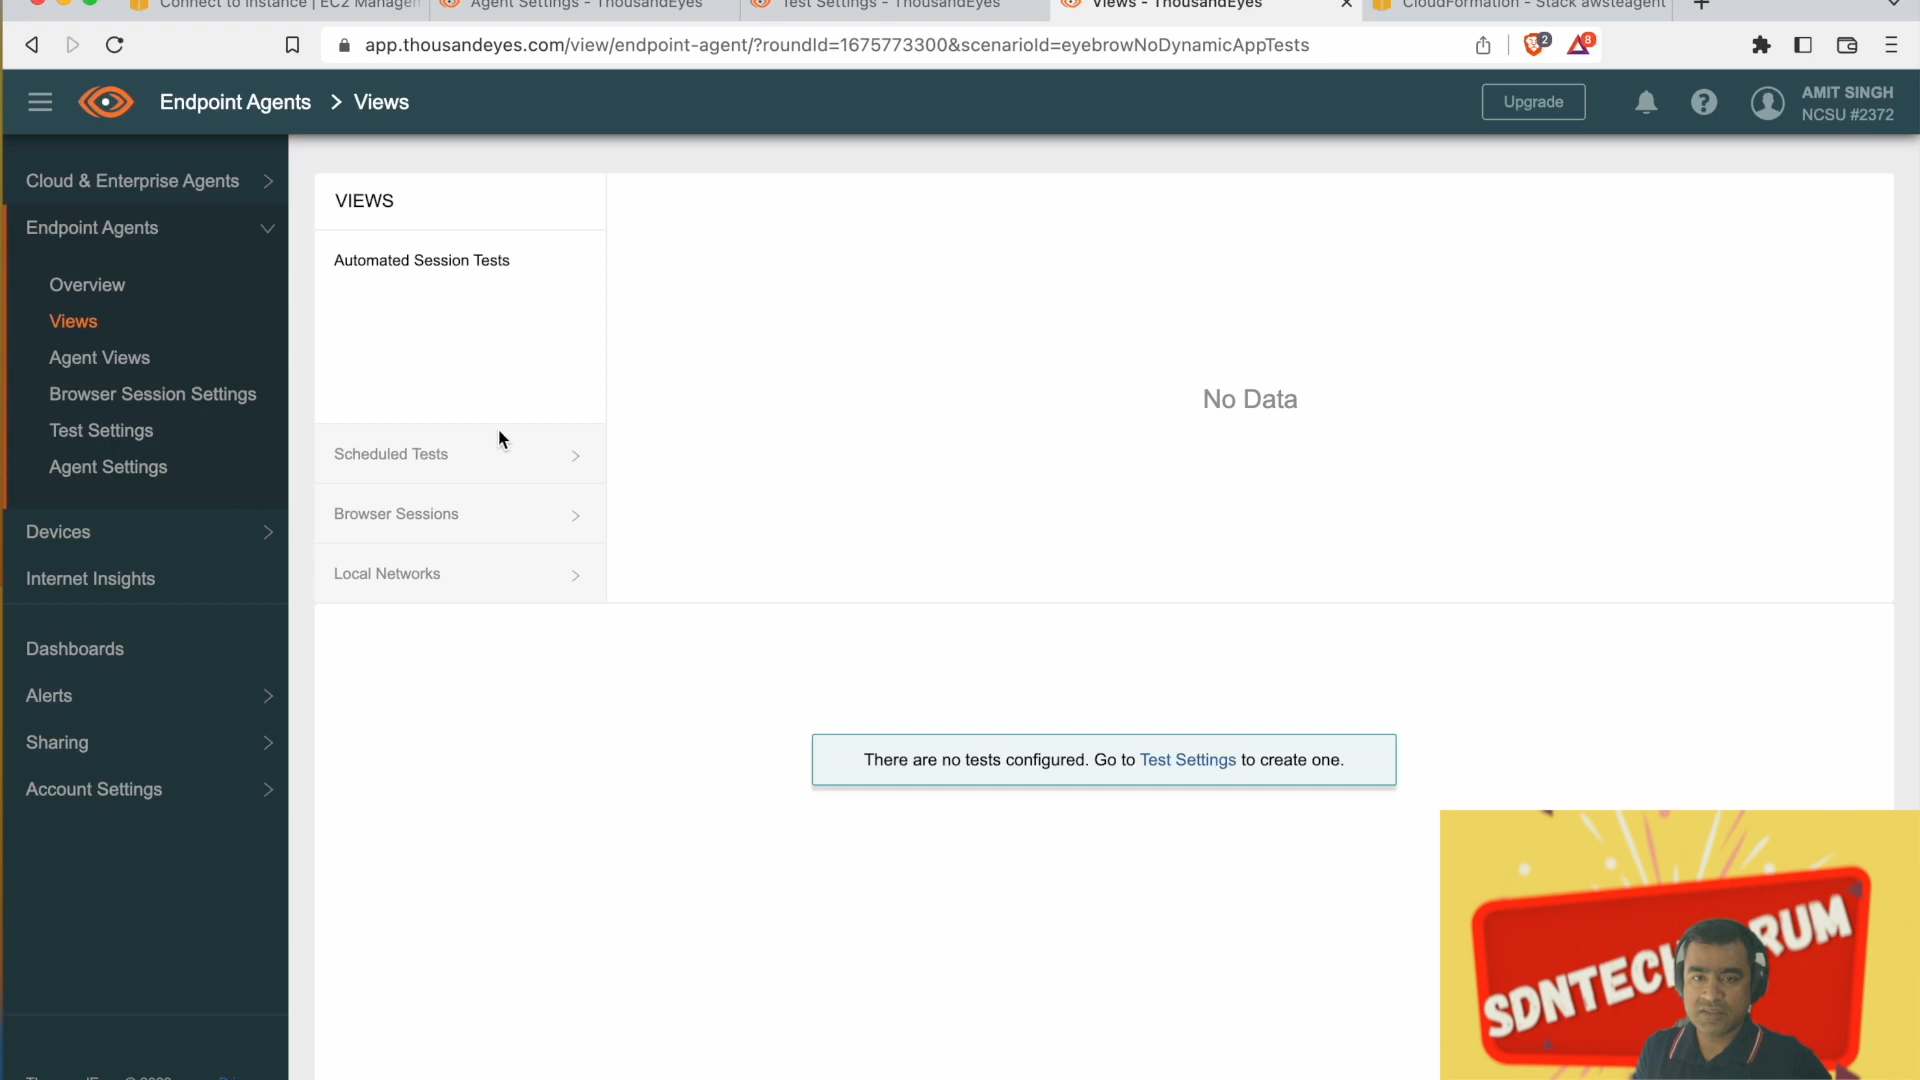 Connect to Instance | EC2 Managem
Agent Settings - ThousandEyes
Test Settings - ThousandEyes
Views - ThousandEyes
CloudFormation - Stack awsteagent
app.thousandeyes.com/view/endpoint-agent/?roundId=1675773300&scenarioId=eyebrowNoDynamicAppTests
2
8
Endpoint Agents > Views
Upgrade
AMIT SINGH
NCSU #2372
Cloud & Enterprise Agents
Endpoint Agents
Overview
Views
Agent Views
Browser Session Settings
Test Settings
Agent Settings
Devices
Internet Insights
Dashboards
Alerts
Sharing
Account Settings
VIEWS
Automated Session Tests
Scheduled Tests
Browser Sessions
Local Networks
No Data
There are no tests configured. Go to Test Settings to create one.
SDNTECH RUM